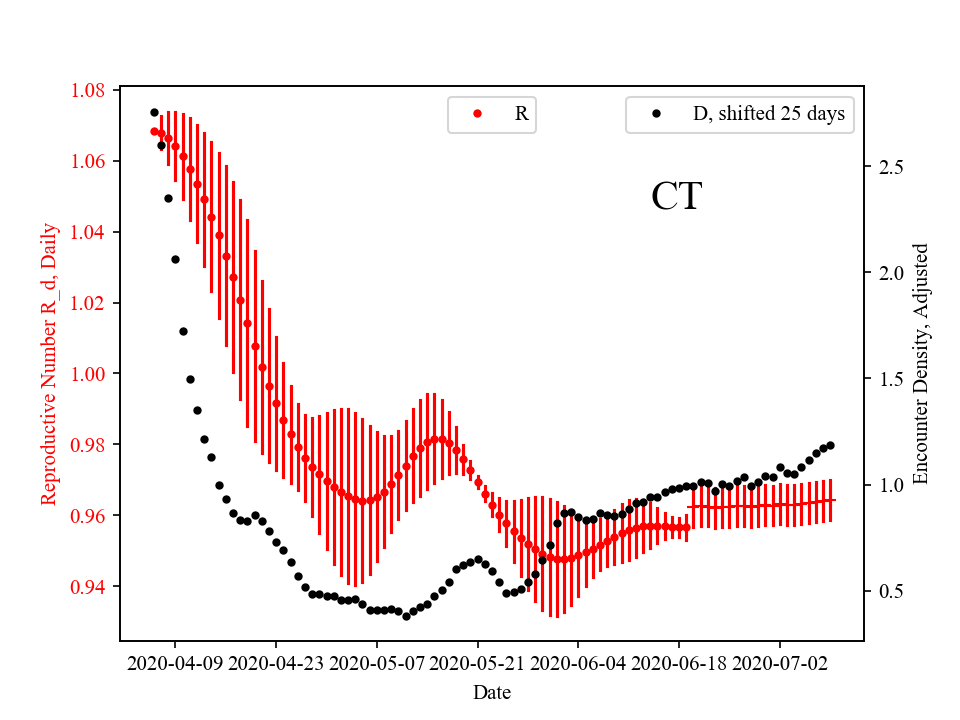 R
D, shifted 25 days
CT
Reproductive Number R_d, Daily
1.08
1.06
1.04
1.02
1.00
0.98
0.96
0.94
2.5
2.0
1.5
1.0
0.5
Encounter Density, Adjusted
2020-04-09 2020-04-23 2020-05-07 2020-05-21 2020-06-04 2020-06-18 2020-07-02
Date